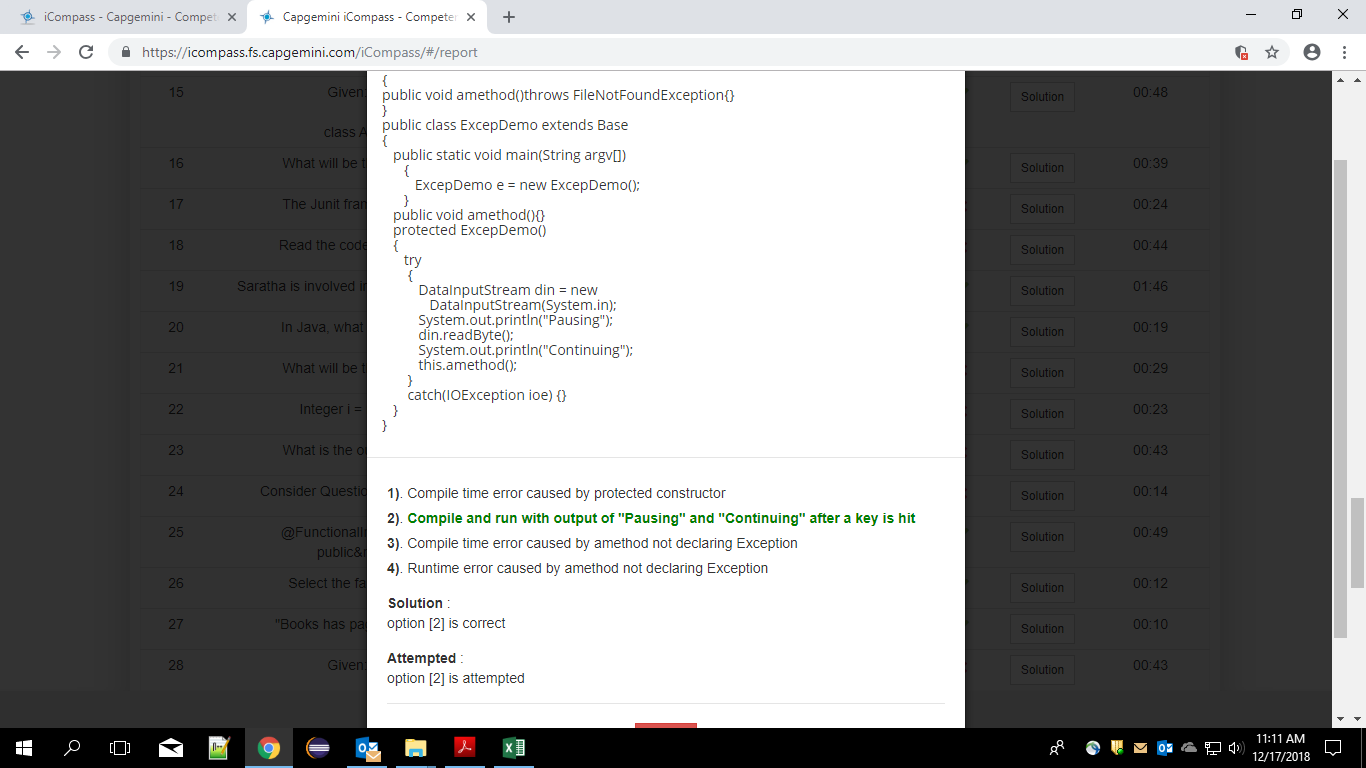 iCompass - Capgemini - Compet
Capgemini iCompass - Competen
https://icompass.fs.capgemini.com/iCompass/#/report
{
public void amethod()throws FileNotFoundException{}
}
public class ExcepDemo extends Base
{
public static void main(String argv[])
{
ExcepDemo e = new ExcepDemo();
}
public void amethod(){}
protected ExcepDemo()
{
try
{
DataInputStream din = new
DataInputStream(System.in);
System.out.println("Pausing");
din.readByte();
System.out.println("Continuing");
this.amethod();
}
catch(IOException ioe) {}
}
}
1). Compile time error caused by protected constructor
2). Compile and run with output of "Pausing" and "Continuing" after a key is hit
3). Compile time error caused by amethod not declaring Exception
4). Runtime error caused by amethod not declaring Exception
Solution :
option [2] is correct
Attempted :
option [2] is attempted
15 Given: Solution 00:48
class A
16 What will be t Solution 00:39
17 The Junit fran Solution 00:24
18 Read the code Solution 00:44
19 Saratha is involved in Solution 01:46
20 In Java, what Solution 00:19
21 What will be t Solution 00:29
22 Integer i = Solution 00:23
23 What is the o Solution 00:43
24 Consider Questio Solution 00:14
25 @FunctionalI Solution 00:49
public&n
26 Select the fa Solution 00:12
27 "Books has pa Solution 00:10
28 Given Solution 00:43
11:11 AM
12/17/2018